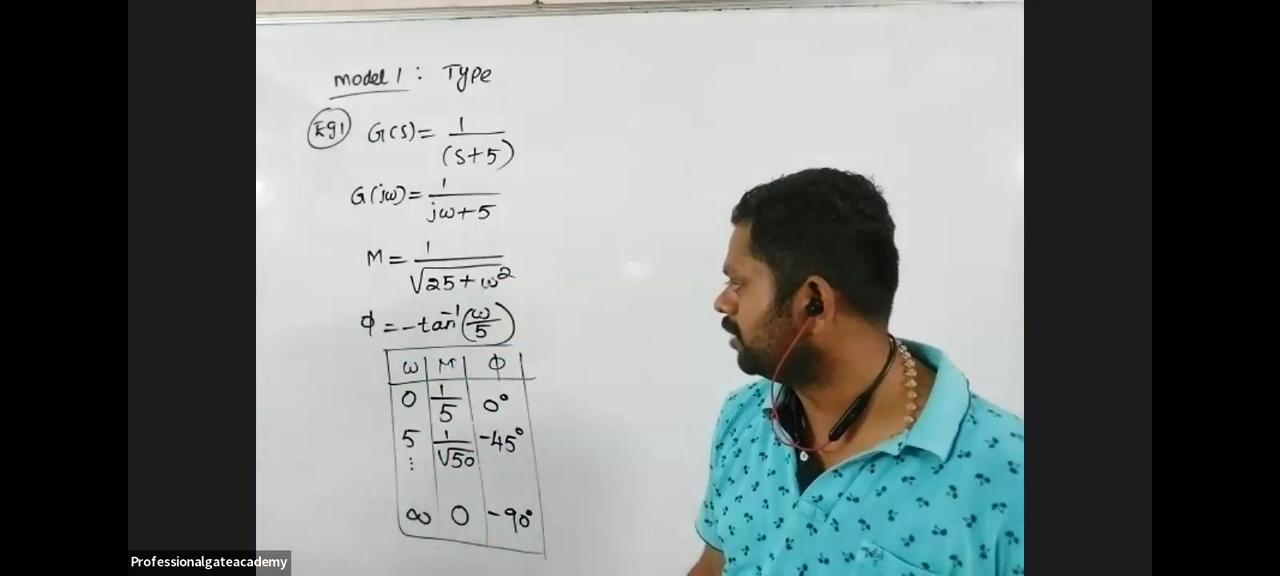 Model 1 : Type
Eg1 G(s) = 1/(s+5)
G(jω) = 1/(jω+5)
M = 1/√(25+ω²)
φ = -tan⁻¹(ω/5)
ω | M | φ
0 | 1/5 | 0°
5 | 1/√50 | -45°
⋮
∞ | 0 | -90°
Professionalgateacademy